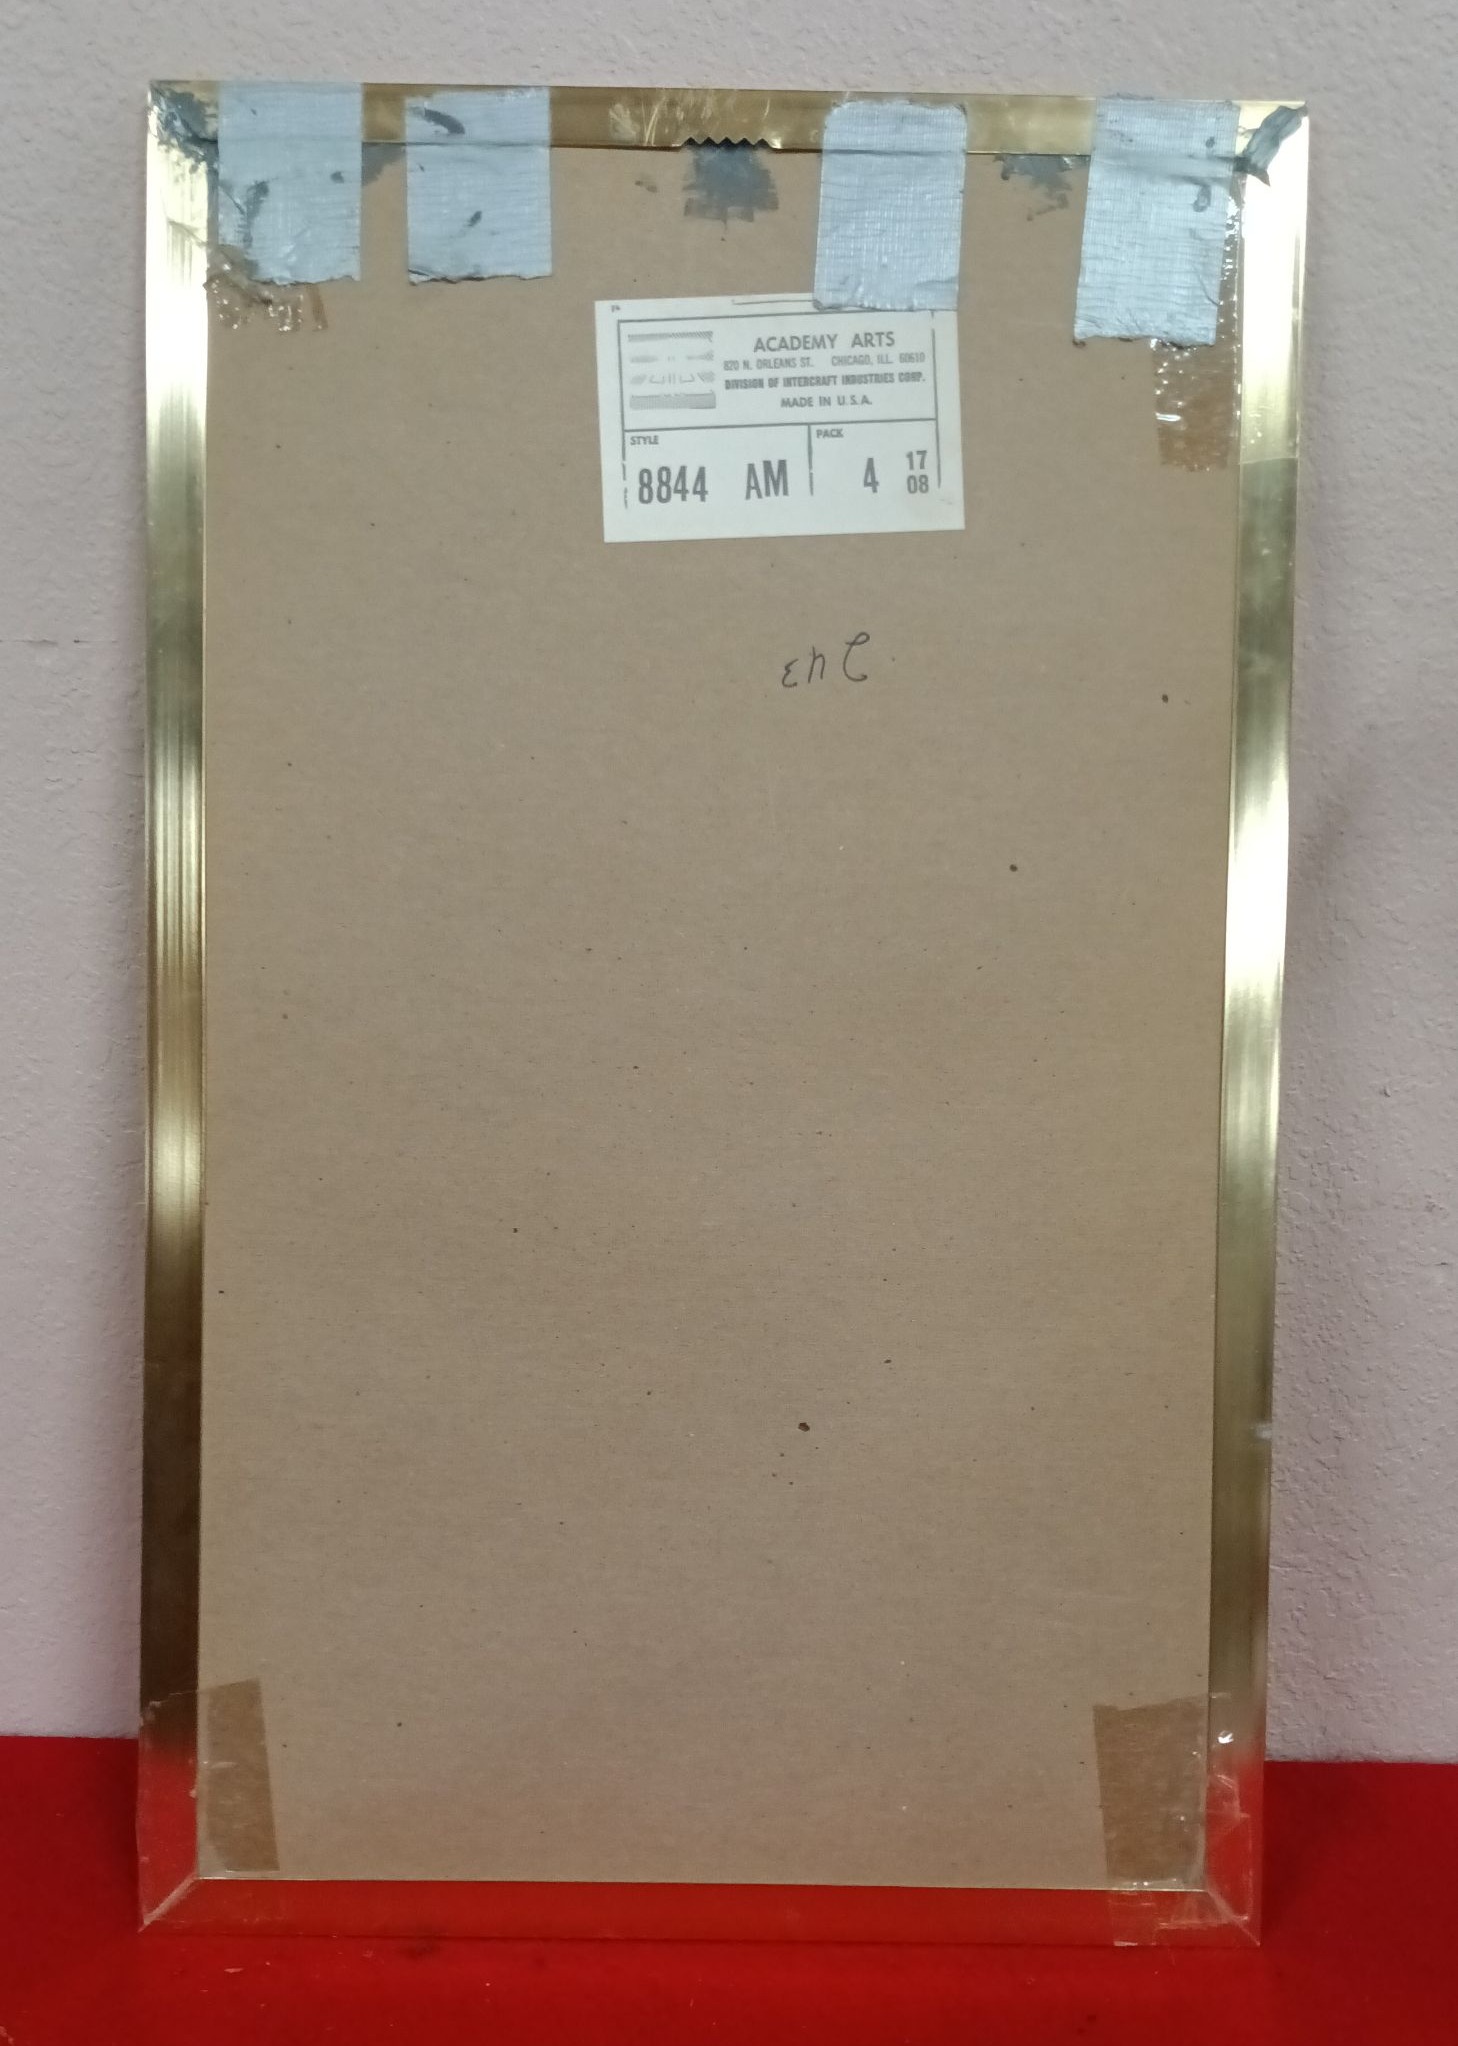 ACADEMY ARTS
820 N. ORLEANS ST. CHICAGO, ILL. 60610
DIVISION OF INTERCRAFT INDUSTRIES CORP.
MADE IN U.S.A.
STYLE PACK
8844 AM 4 17
08
243